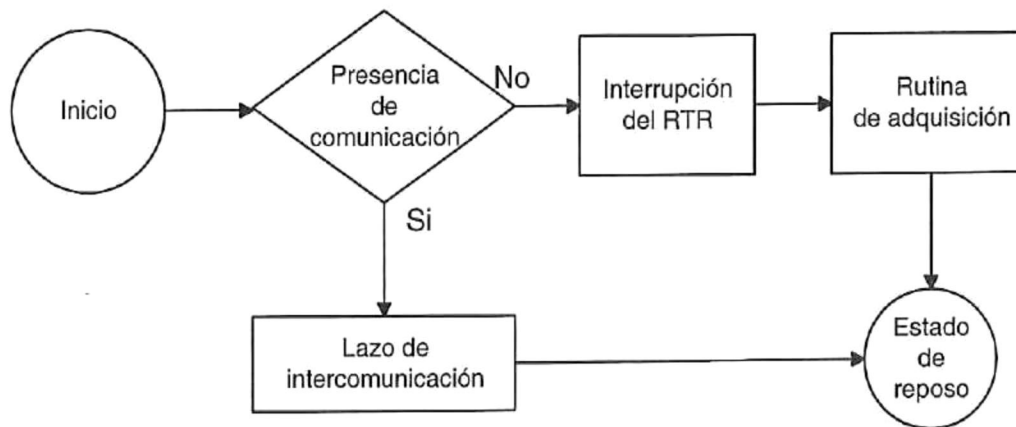 Inicio
Presencia
de
comunicación
No
Interrupción
del RTR
Rutina
de adquisición
Si
Lazo de
intercomunicación
Estado
de
reposo